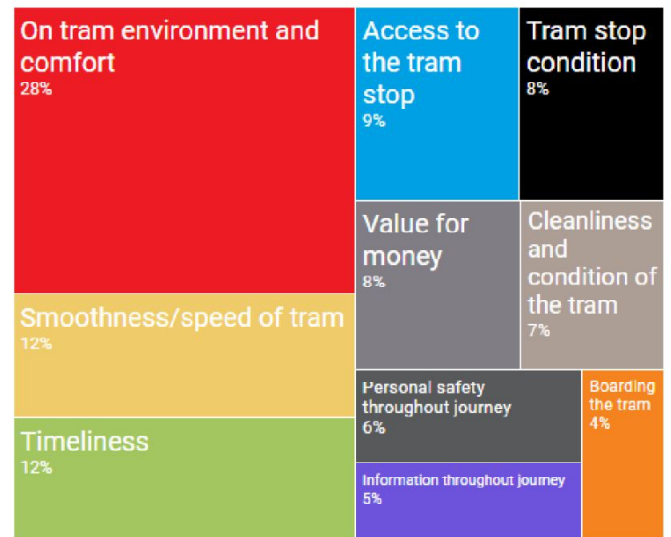 On tram environment and
comfort
28%
Smoothness/speed of tram
12%
Timeliness
12%
Access to
the tram
stop
9%
Tram stop
condition
8%
Value for
money
8%
Cleanliness
and
condition of
the tram
7%
Personal safety
throughout journey
6%
Information throughout journey
5%
Boarding
the tram
4%